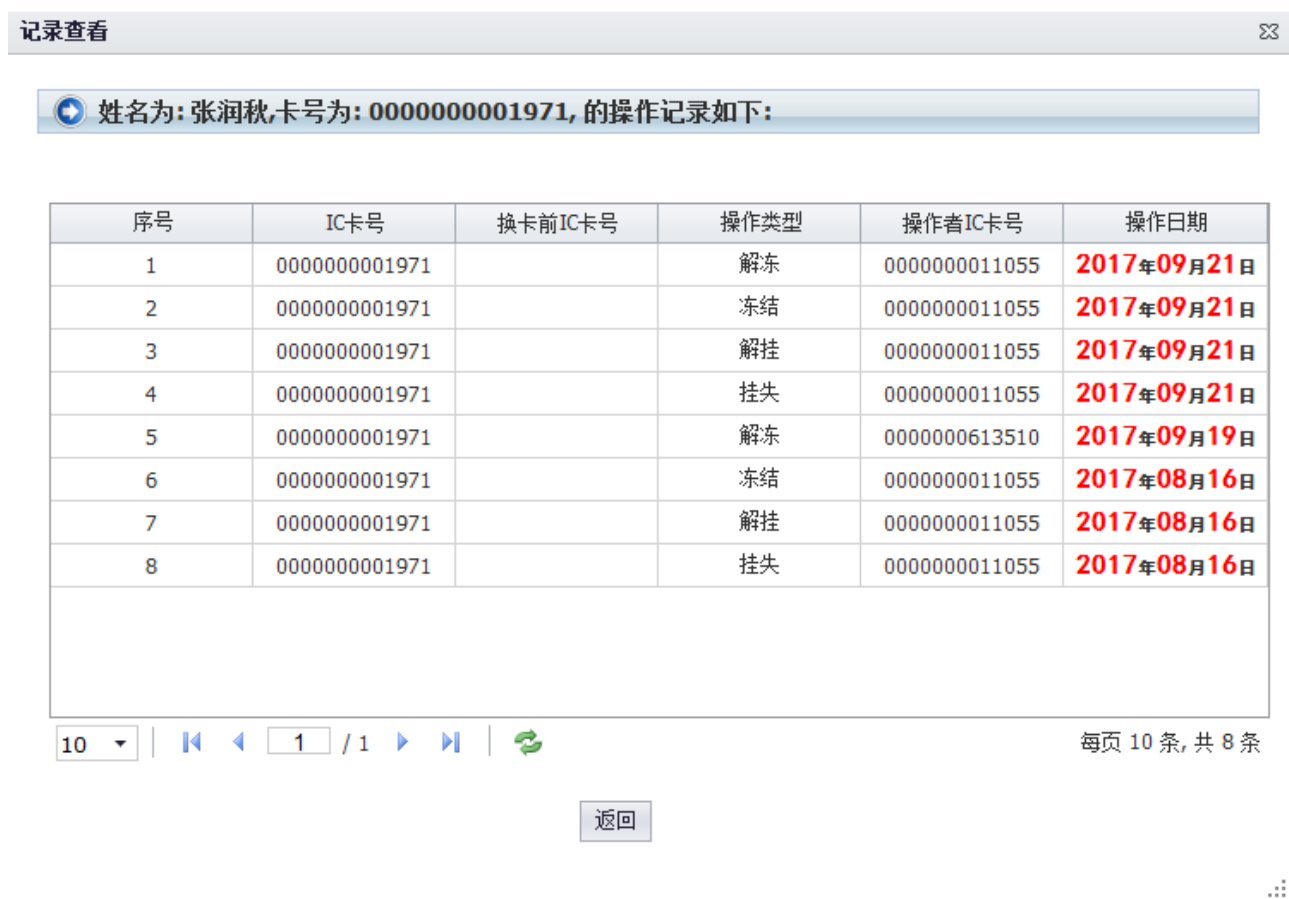 记录查看
姓名为: 张润秋,卡号为: 0000000001971, 的操作记录如下:
序号 IC卡号 换卡前IC卡号 操作类型 操作者IC卡号 操作日期
1 0000000001971 解冻 0000000011055 2017年09月21日
2 0000000001971 冻结 0000000011055 2017年09月21日
3 0000000001971 解挂 0000000011055 2017年09月21日
4 0000000001971 挂失 0000000011055 2017年09月21日
5 0000000001971 解冻 0000000613510 2017年09月19日
6 0000000001971 冻结 0000000011055 2017年08月16日
7 0000000001971 解挂 0000000011055 2017年08月16日
8 0000000001971 挂失 0000000011055 2017年08月16日
10 1 / 1 每页 10 条, 共 8 条
返回